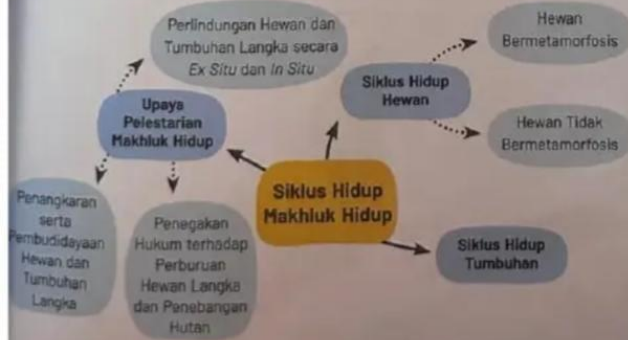 Perlindungan Hewan dan
Tumbuhan Langka secara
Ex Situ dan In Situ
Hewan
Bermetamorfosis
Siklus Hidup
Hewan
Upaya
Pelestarian
Makhluk Hidup
Hewan Tidak
Bermetamorfosis
Siklus Hidup
Makhluk Hidup
Penangkaran
serta
Pembudidayaan
Hewan dan
Tumbuhan
Langka
Penegakan
Hukum terhadap
Perburuan
Hewan Langka
dan Penebangan
Hutan
Siklus Hidup
Tumbuhan